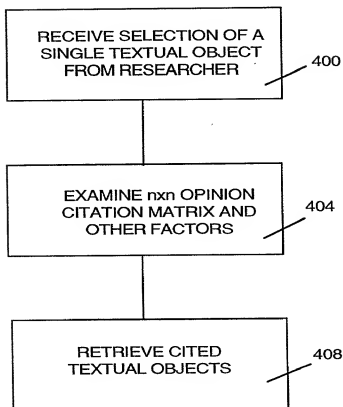 RECEIVE SELECTION OF A
SINGLE TEXTUAL OBJECT
FROM RESEARCHER
400
EXAMINE nxn OPINION
CITATION MATRIX AND
OTHER FACTORS
404
RETRIEVE CITED
TEXTUAL OBJECTS
408